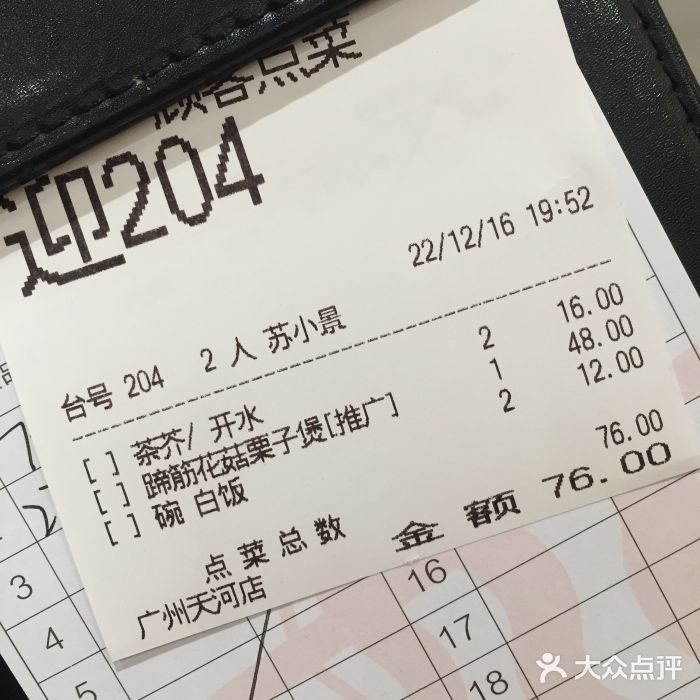 顾客点菜
迎204
22/12/16 19:52
台号 204 2 人 苏小景
[ ] 茶芥/ 开水 2 16.00
[ ] 蹄筋花菇栗子煲[推广] 1 48.00
[ ] 碗 白饭 2 12.00
点菜总数 76.00
广州天河店 金 额 76.00
3
4
5
16
17
18
大众点评